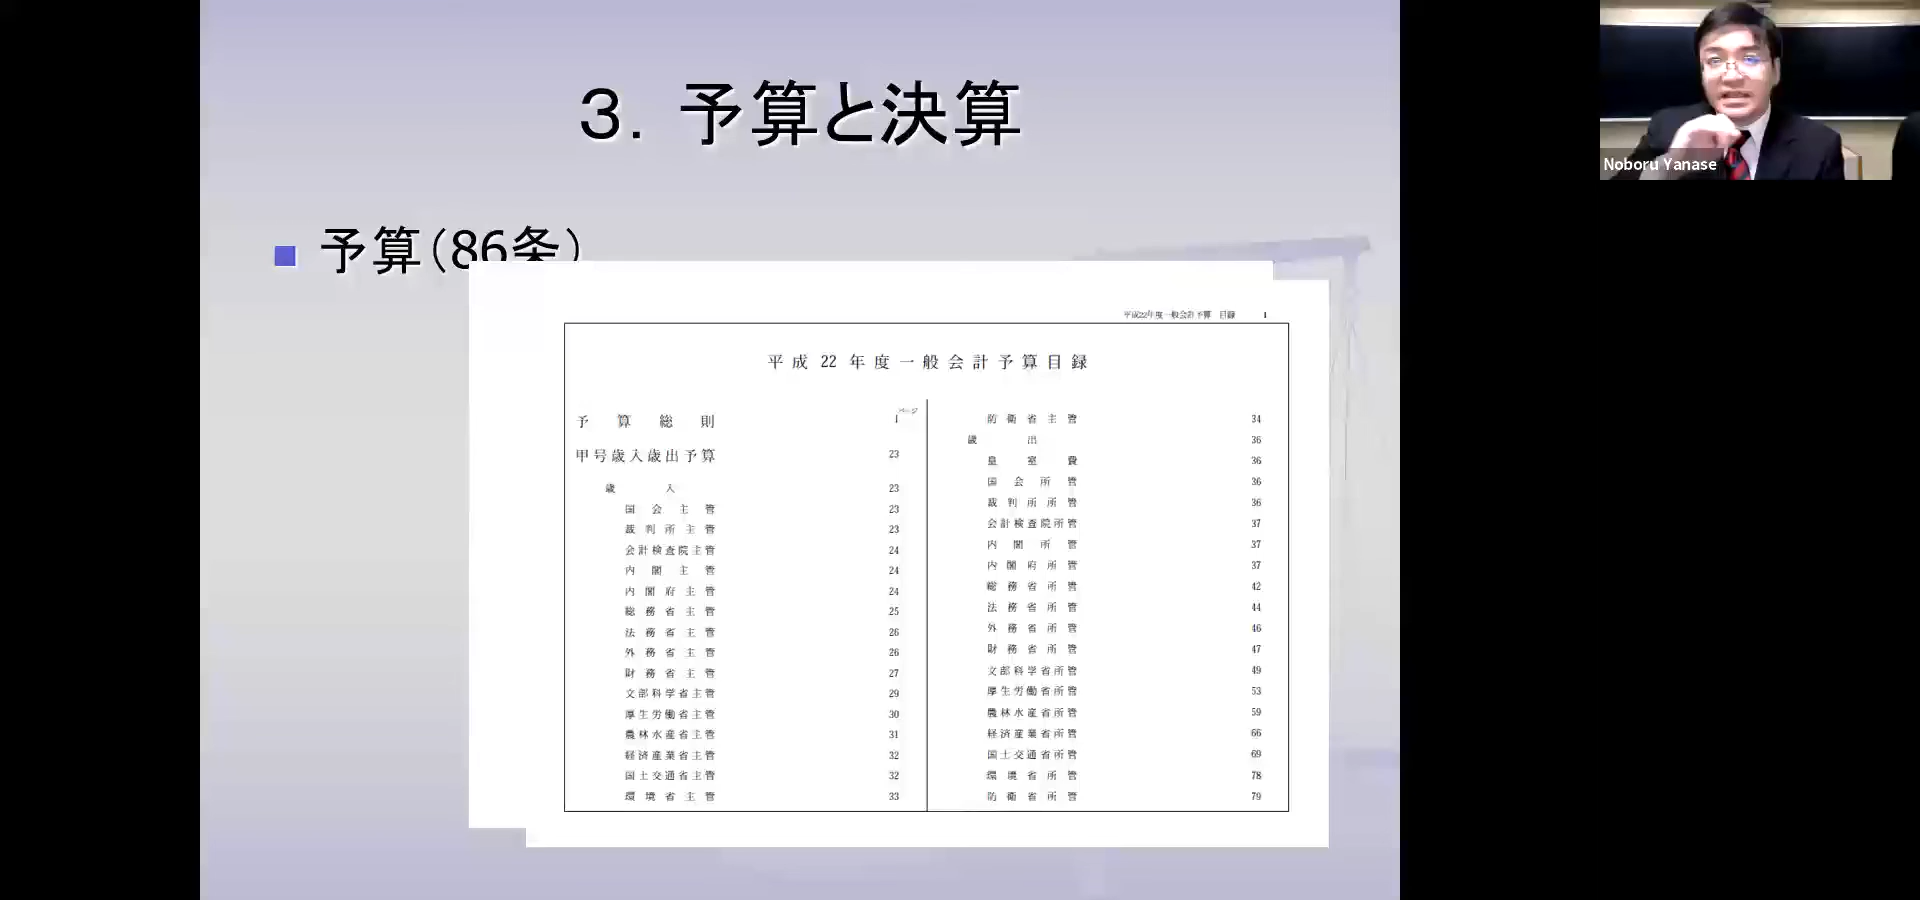 3. 予算と決算
予算(86条)
平成22年度一般会計予算 目録 1
平成 22 年度一般会計予算目録
ページ
予算総則 1
甲号歳入歳出予算 23
歳入 23
国会主管 23
裁判所主管 23
会計検査院主管 24
内閣主管 24
内閣府主管 24
総務省主管 25
法務省主管 26
外務省主管 26
財務省主管 27
文部科学省主管 29
厚生労働省主管 30
農林水産省主管 31
経済産業省主管 32
国土交通省主管 32
環境省主管 33
防衛省主管 34
歳出 36
皇室費 36
国会所管 36
裁判所所管 36
会計検査院所管 37
内閣所管 37
内閣府所管 37
総務省所管 42
法務省所管 44
外務省所管 46
財務省所管 47
文部科学省所管 49
厚生労働省所管 53
農林水産省所管 59
経済産業省所管 66
国土交通省所管 69
環境省所管 78
防衛省所管 79
Noboru Yanase